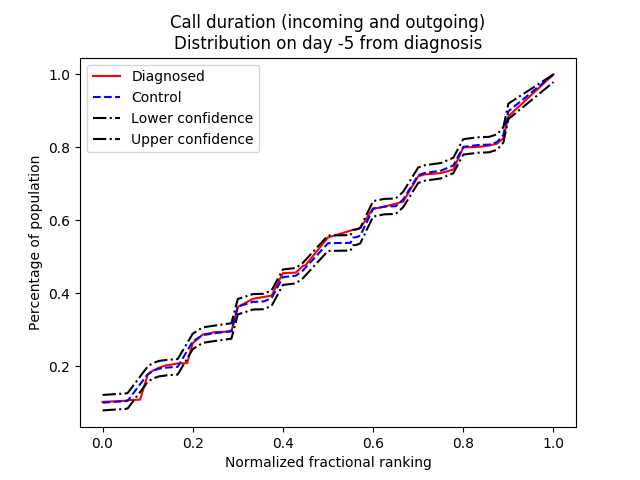 Call duration (incoming and outgoing)
Distribution on day -5 from diagnosis
Diagnosed
Control
Lower confidence
Upper confidence
Percentage of population
1.0
0.8
0.6
0.4
0.2
0.0 0.2 0.4 0.6 0.8 1.0
Normalized fractional ranking